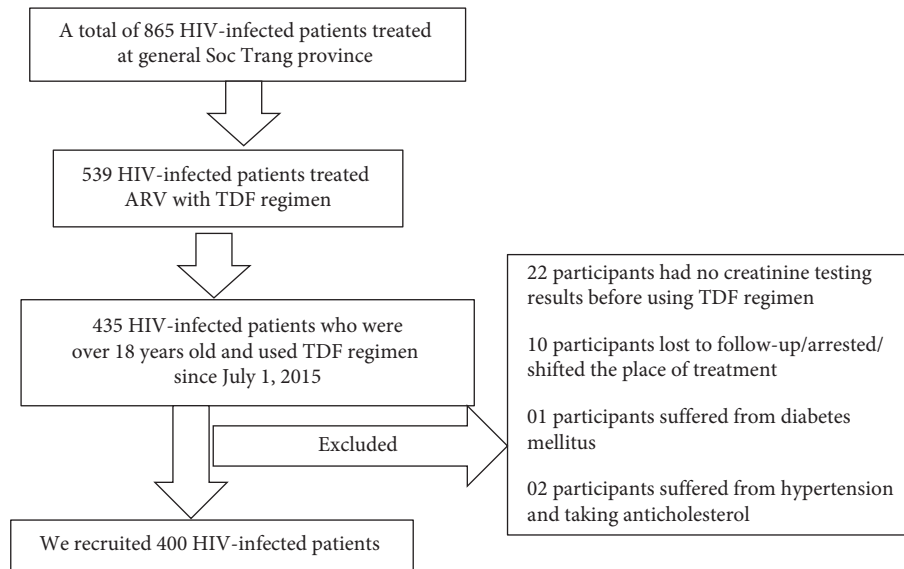 A total of 865 HIV-infected patients treated
at general Soc Trang province
539 HIV-infected patients treated
ARV with TDF regimen
435 HIV-infected patients who were
over 18 years old and used TDF regimen
since July 1, 2015
Excluded
22 participants had no creatinine testing
results before using TDF regimen
10 participants lost to follow-up/arrested/
shifted the place of treatment
01 participants suffered from diabetes
mellitus
02 participants suffered from hypertension
and taking anticholesterol
We recruited 400 HIV-infected patients